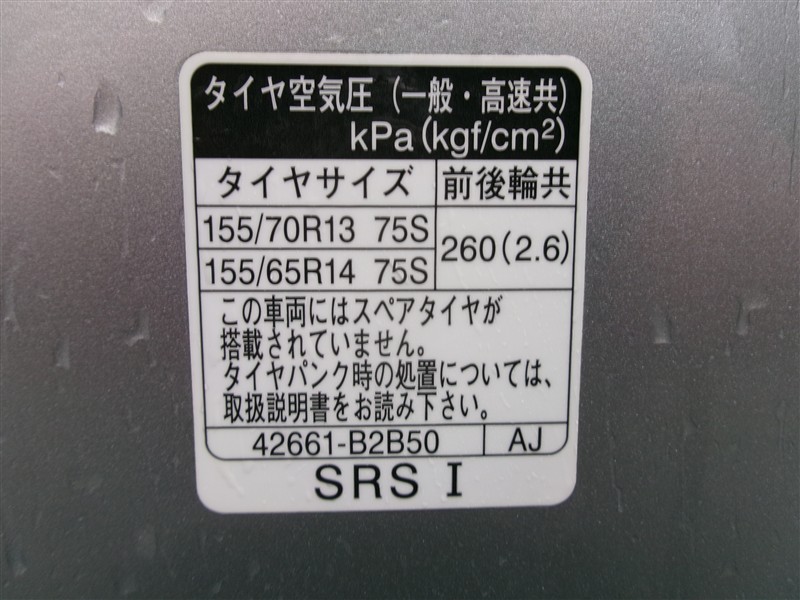 タイヤ空気圧（一般・高速共）
kPa(kgf/cm²)
タイヤサイズ 前後輪共
155/70R13 75S
260(2.6)
155/65R14 75S
この車両にはスペアタイヤが
搭載されていません。
タイヤパンク時の処置については、
取扱説明書をお読み下さい。
42661-B2B50 AJ
SRS I